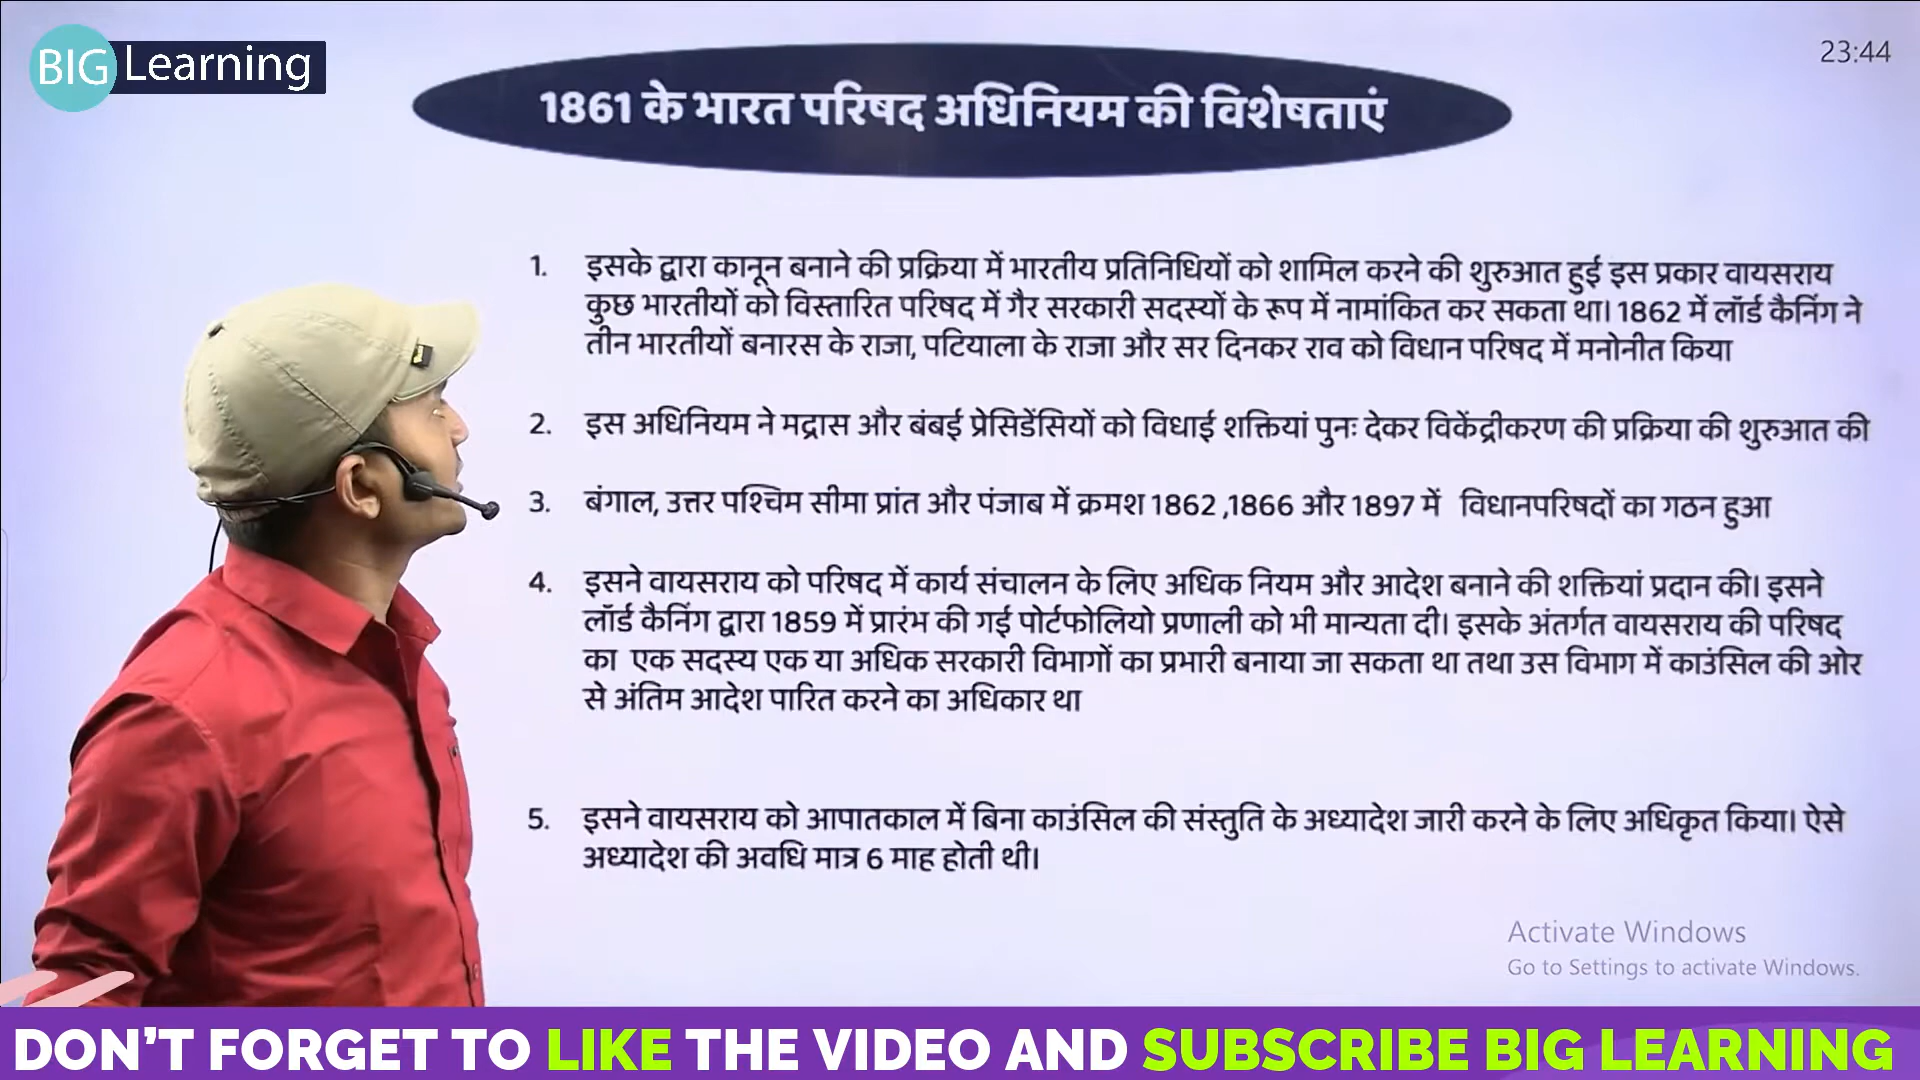 BIG Learning
23:44
1861 के भारत परिषद अधिनियम की विशेषताएं
1. इसके द्वारा कानून बनाने की प्रक्रिया में भारतीय प्रतिनिधियों को शामिल करने की शुरुआत हुई इस प्रकार वायसराय
कुछ भारतीयों को विस्तारित परिषद में गैर सरकारी सदस्यों के रूप में नामांकित कर सकता था। 1862 में लॉर्ड कैनिंग ने
तीन भारतीयों बनारस के राजा, पटियाला के राजा और सर दिनकर राव को विधान परिषद में मनोनीत किया
2. इस अधिनियम ने मद्रास और बंबई प्रेसिडेंसियों को विधाई शक्तियां पुनः देकर विकेंद्रीकरण की प्रक्रिया की शुरुआत की
3. बंगाल, उत्तर पश्चिम सीमा प्रांत और पंजाब में क्रमश 1862 ,1866 और 1897 में विधानपरिषदों का गठन हुआ
4. इसने वायसराय को परिषद में कार्य संचालन के लिए अधिक नियम और आदेश बनाने की शक्तियां प्रदान की। इसने
लॉर्ड कैनिंग द्वारा 1859 में प्रारंभ की गई पोर्टफोलियो प्रणाली को भी मान्यता दी। इसके अंतर्गत वायसराय की परिषद
का एक सदस्य एक या अधिक सरकारी विभागों का प्रभारी बनाया जा सकता था तथा उस विभाग में काउंसिल की ओर
से अंतिम आदेश पारित करने का अधिकार था
5. इसने वायसराय को आपातकाल में बिना काउंसिल की संस्तुति के अध्यादेश जारी करने के लिए अधिकृत किया। ऐसे
अध्यादेश की अवधि मात्र 6 माह होती थी।
Activate Windows
Go to Settings to activate Windows.
DON'T FORGET TO LIKE THE VIDEO AND SUBSCRIBE BIG LEARNING